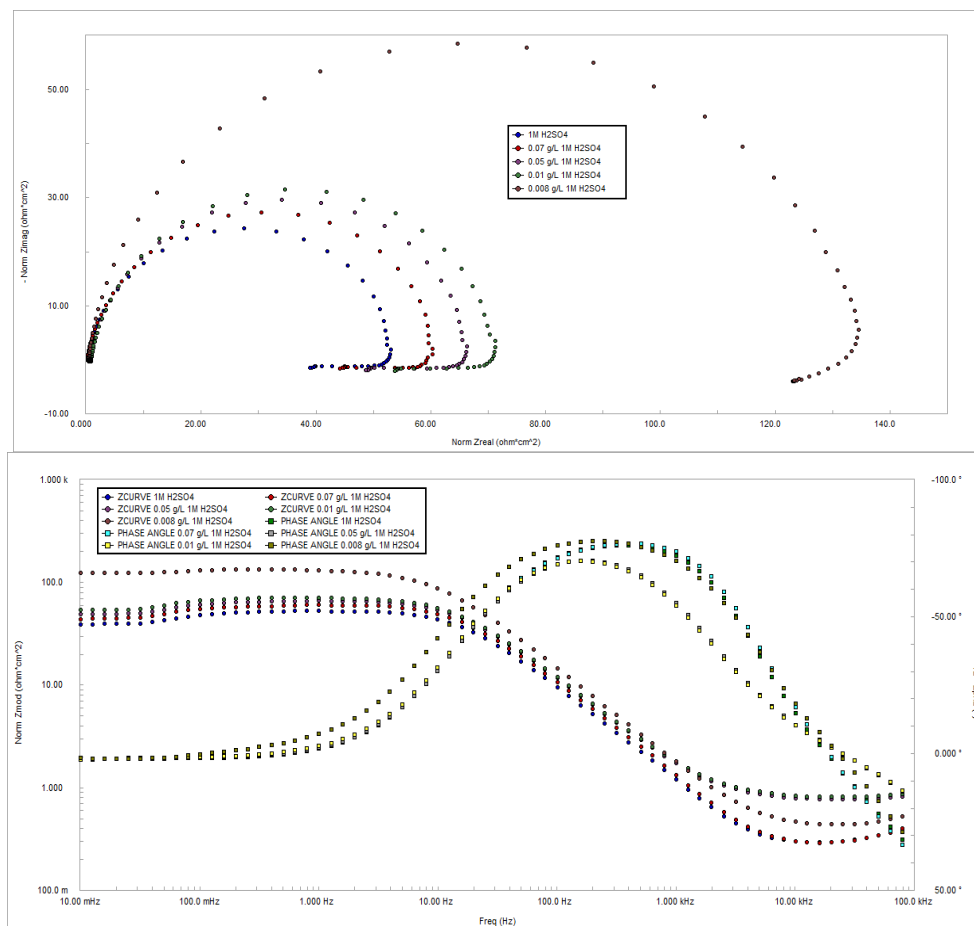 50.00
30.00
10.00
-10.00
- Norm Zimag (ohm*cm^2)
1M H2SO4
0.07 g/L 1M H2SO4
0.05 g/L 1M H2SO4
0.01 g/L 1M H2SO4
0.008 g/L 1M H2SO4
0.000 20.00 40.00 60.00 80.00 100.0 120.0 140.0
Norm Zreal (ohm*cm^2)
1.000 k
100.0
10.00
1.000
100.0 m
Norm Zmod (ohm*cm^2)
ZCURVE 1M H2SO4 ZCURVE 0.07 g/L 1M H2SO4
ZCURVE 0.05 g/L 1M H2SO4 ZCURVE 0.01 g/L 1M H2SO4
ZCURVE 0.008 g/L 1M H2SO4 PHASE ANGLE 1M H2SO4
PHASE ANGLE 0.07 g/L 1M H2SO4 PHASE ANGLE 0.05 g/L 1M H2SO4
PHASE ANGLE 0.01 g/L 1M H2SO4 PHASE ANGLE 0.008 g/L 1M H2SO4
-100.0 °
-50.00 °
0.000 °
50.00 °
10.00 mHz 100.0 mHz 1.000 Hz 10.00 Hz 100.0 Hz 1.000 kHz 10.00 kHz 100.0 kHz
Freq (Hz)